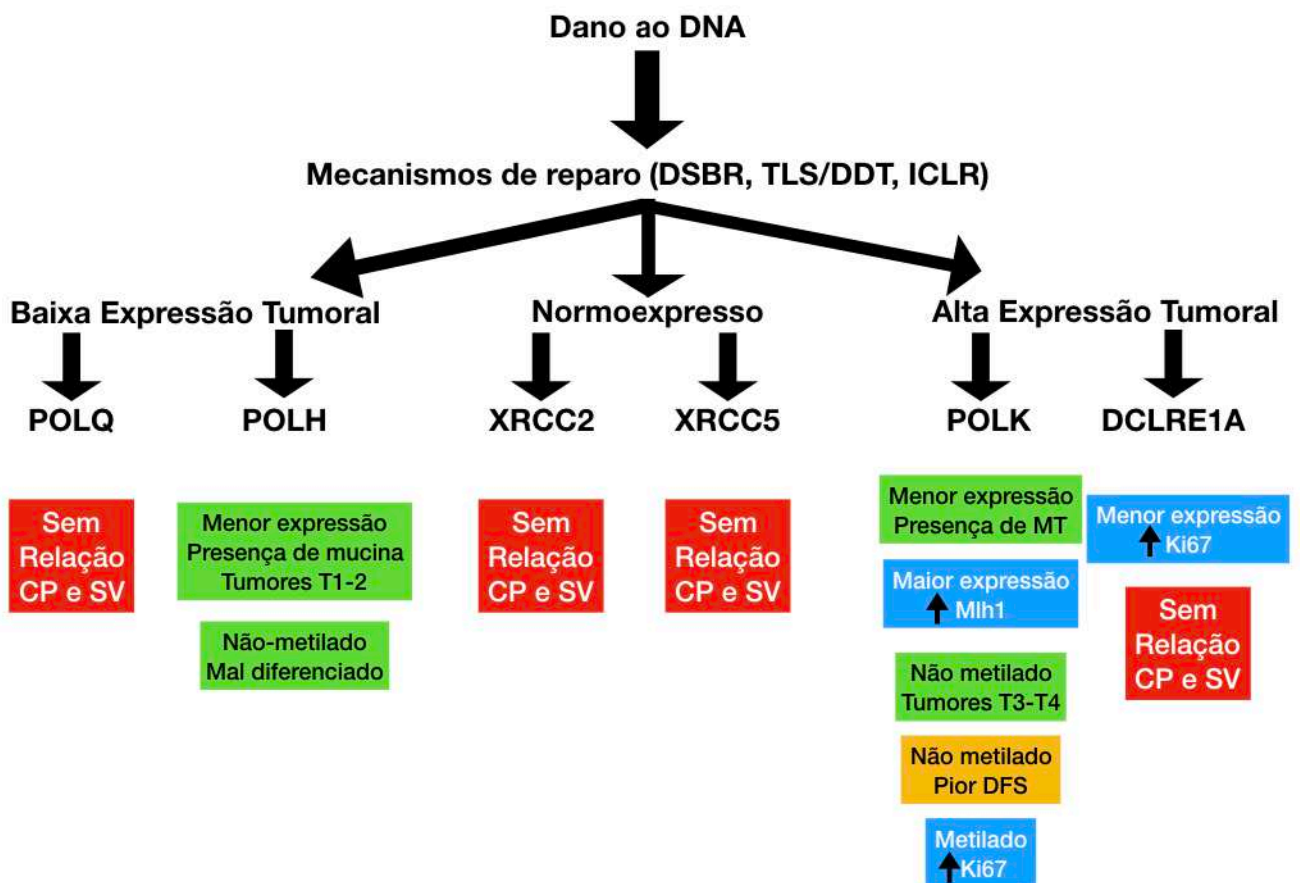 Dano ao DNA
Mecanismos de reparo (DSBR, TLS/DDT, ICLR)
Baixa Expressão Tumoral
Normoexpresso
Alta Expressão Tumoral
POLQ
POLH
XRCC2
XRCC5
POLK
DCLRE1A
Sem
Relação
CP e SV
Menor expressão
Presença de mucina
Tumores T1-2
Não-metilado
Mal diferenciado
Sem
Relação
CP e SV
Sem
Relação
CP e SV
Menor expressão
Presença de MT
Maior expressão
Mlh1
Não metilado
Tumores T3-T4
Não metilado
Pior DFS
Metilado
Ki67
Menor expressão
Ki67
Sem
Relação
CP e SV